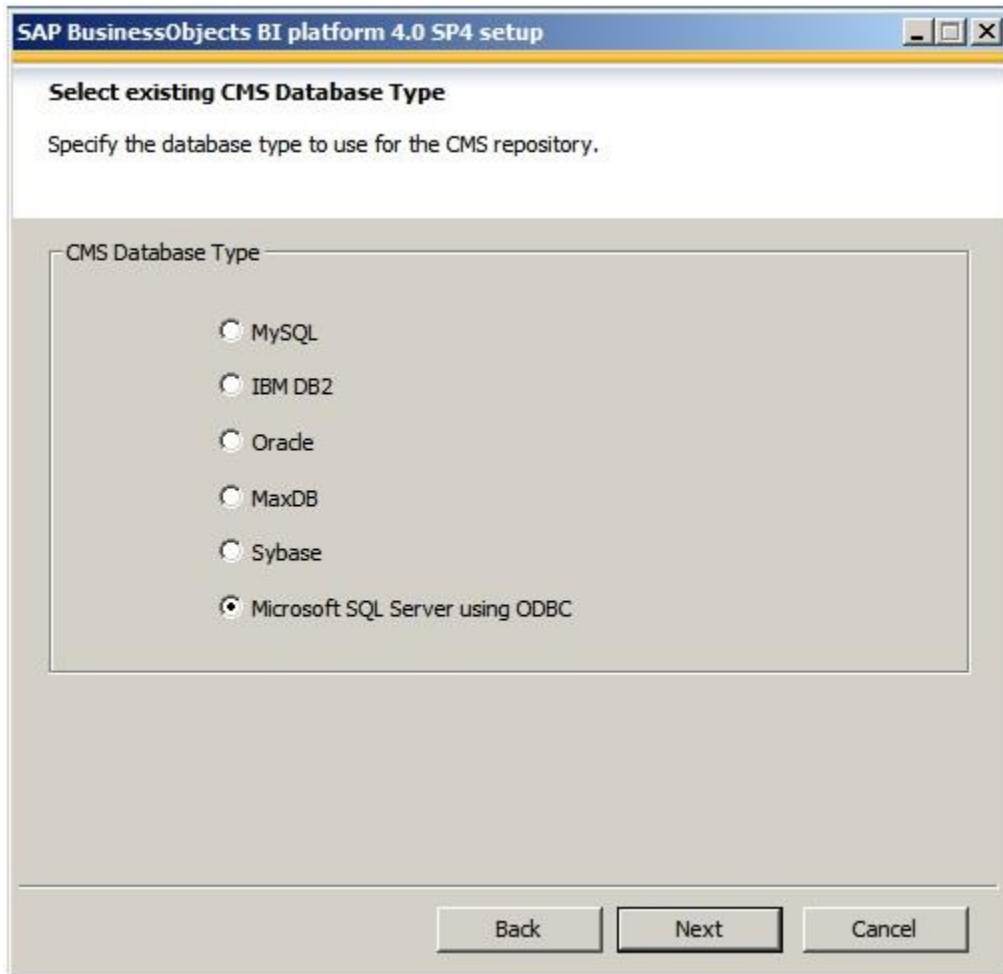 SAP BusinessObjects BI platform 4.0 SP4 setup
Select existing CMS Database Type
Specify the database type to use for the CMS repository.
CMS Database Type
MySQL
IBM DB2
Oracle
MaxDB
Sybase
Microsoft SQL Server using ODBC
Back Next Cancel